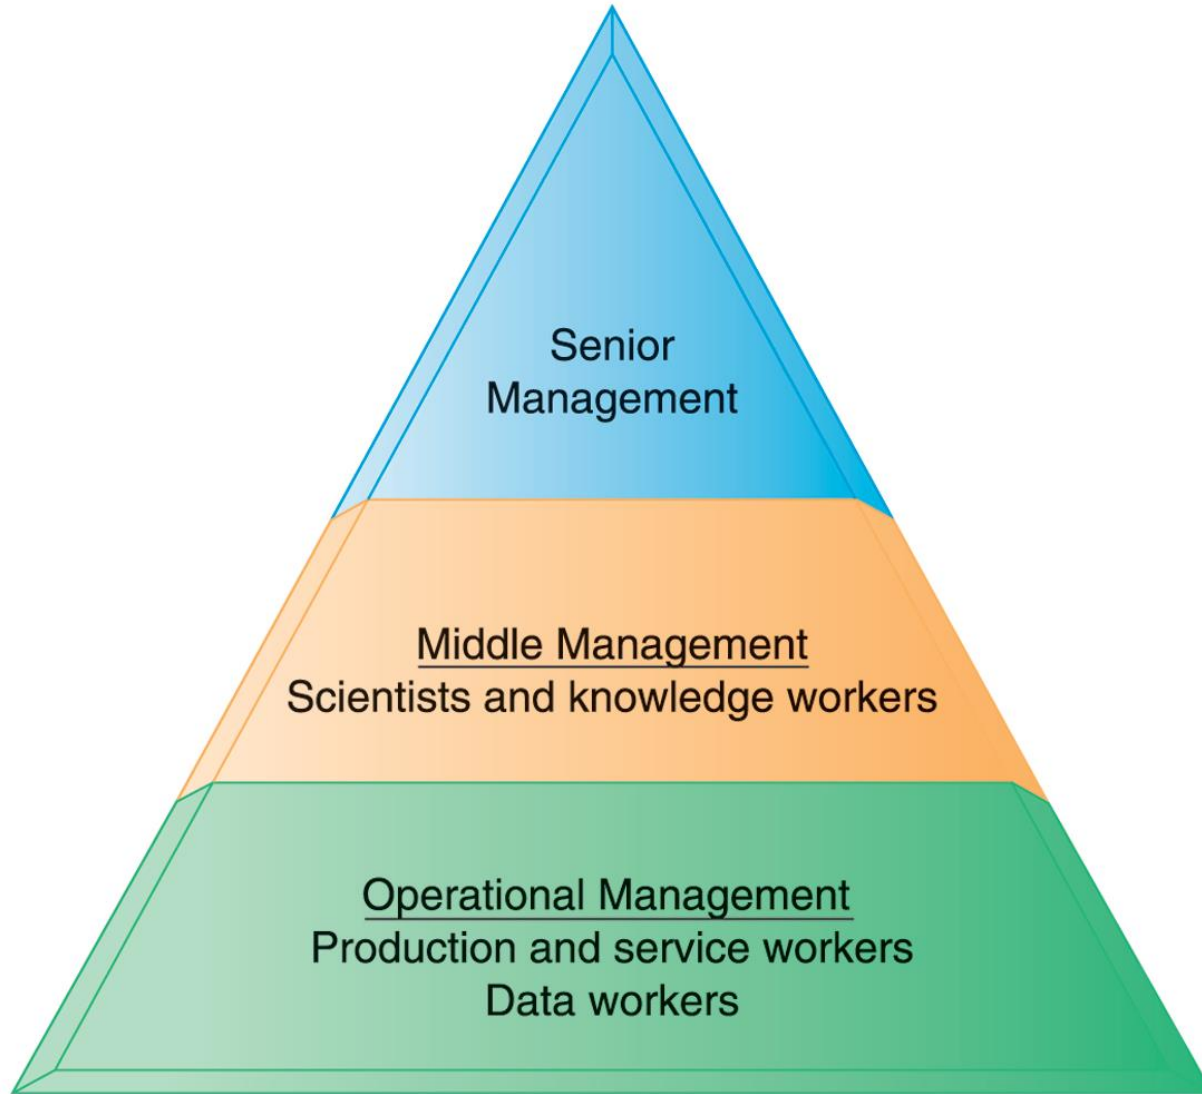 Senior
Management
Middle Management
Scientists and knowledge workers
Operational Management
Production and service workers
Data workers